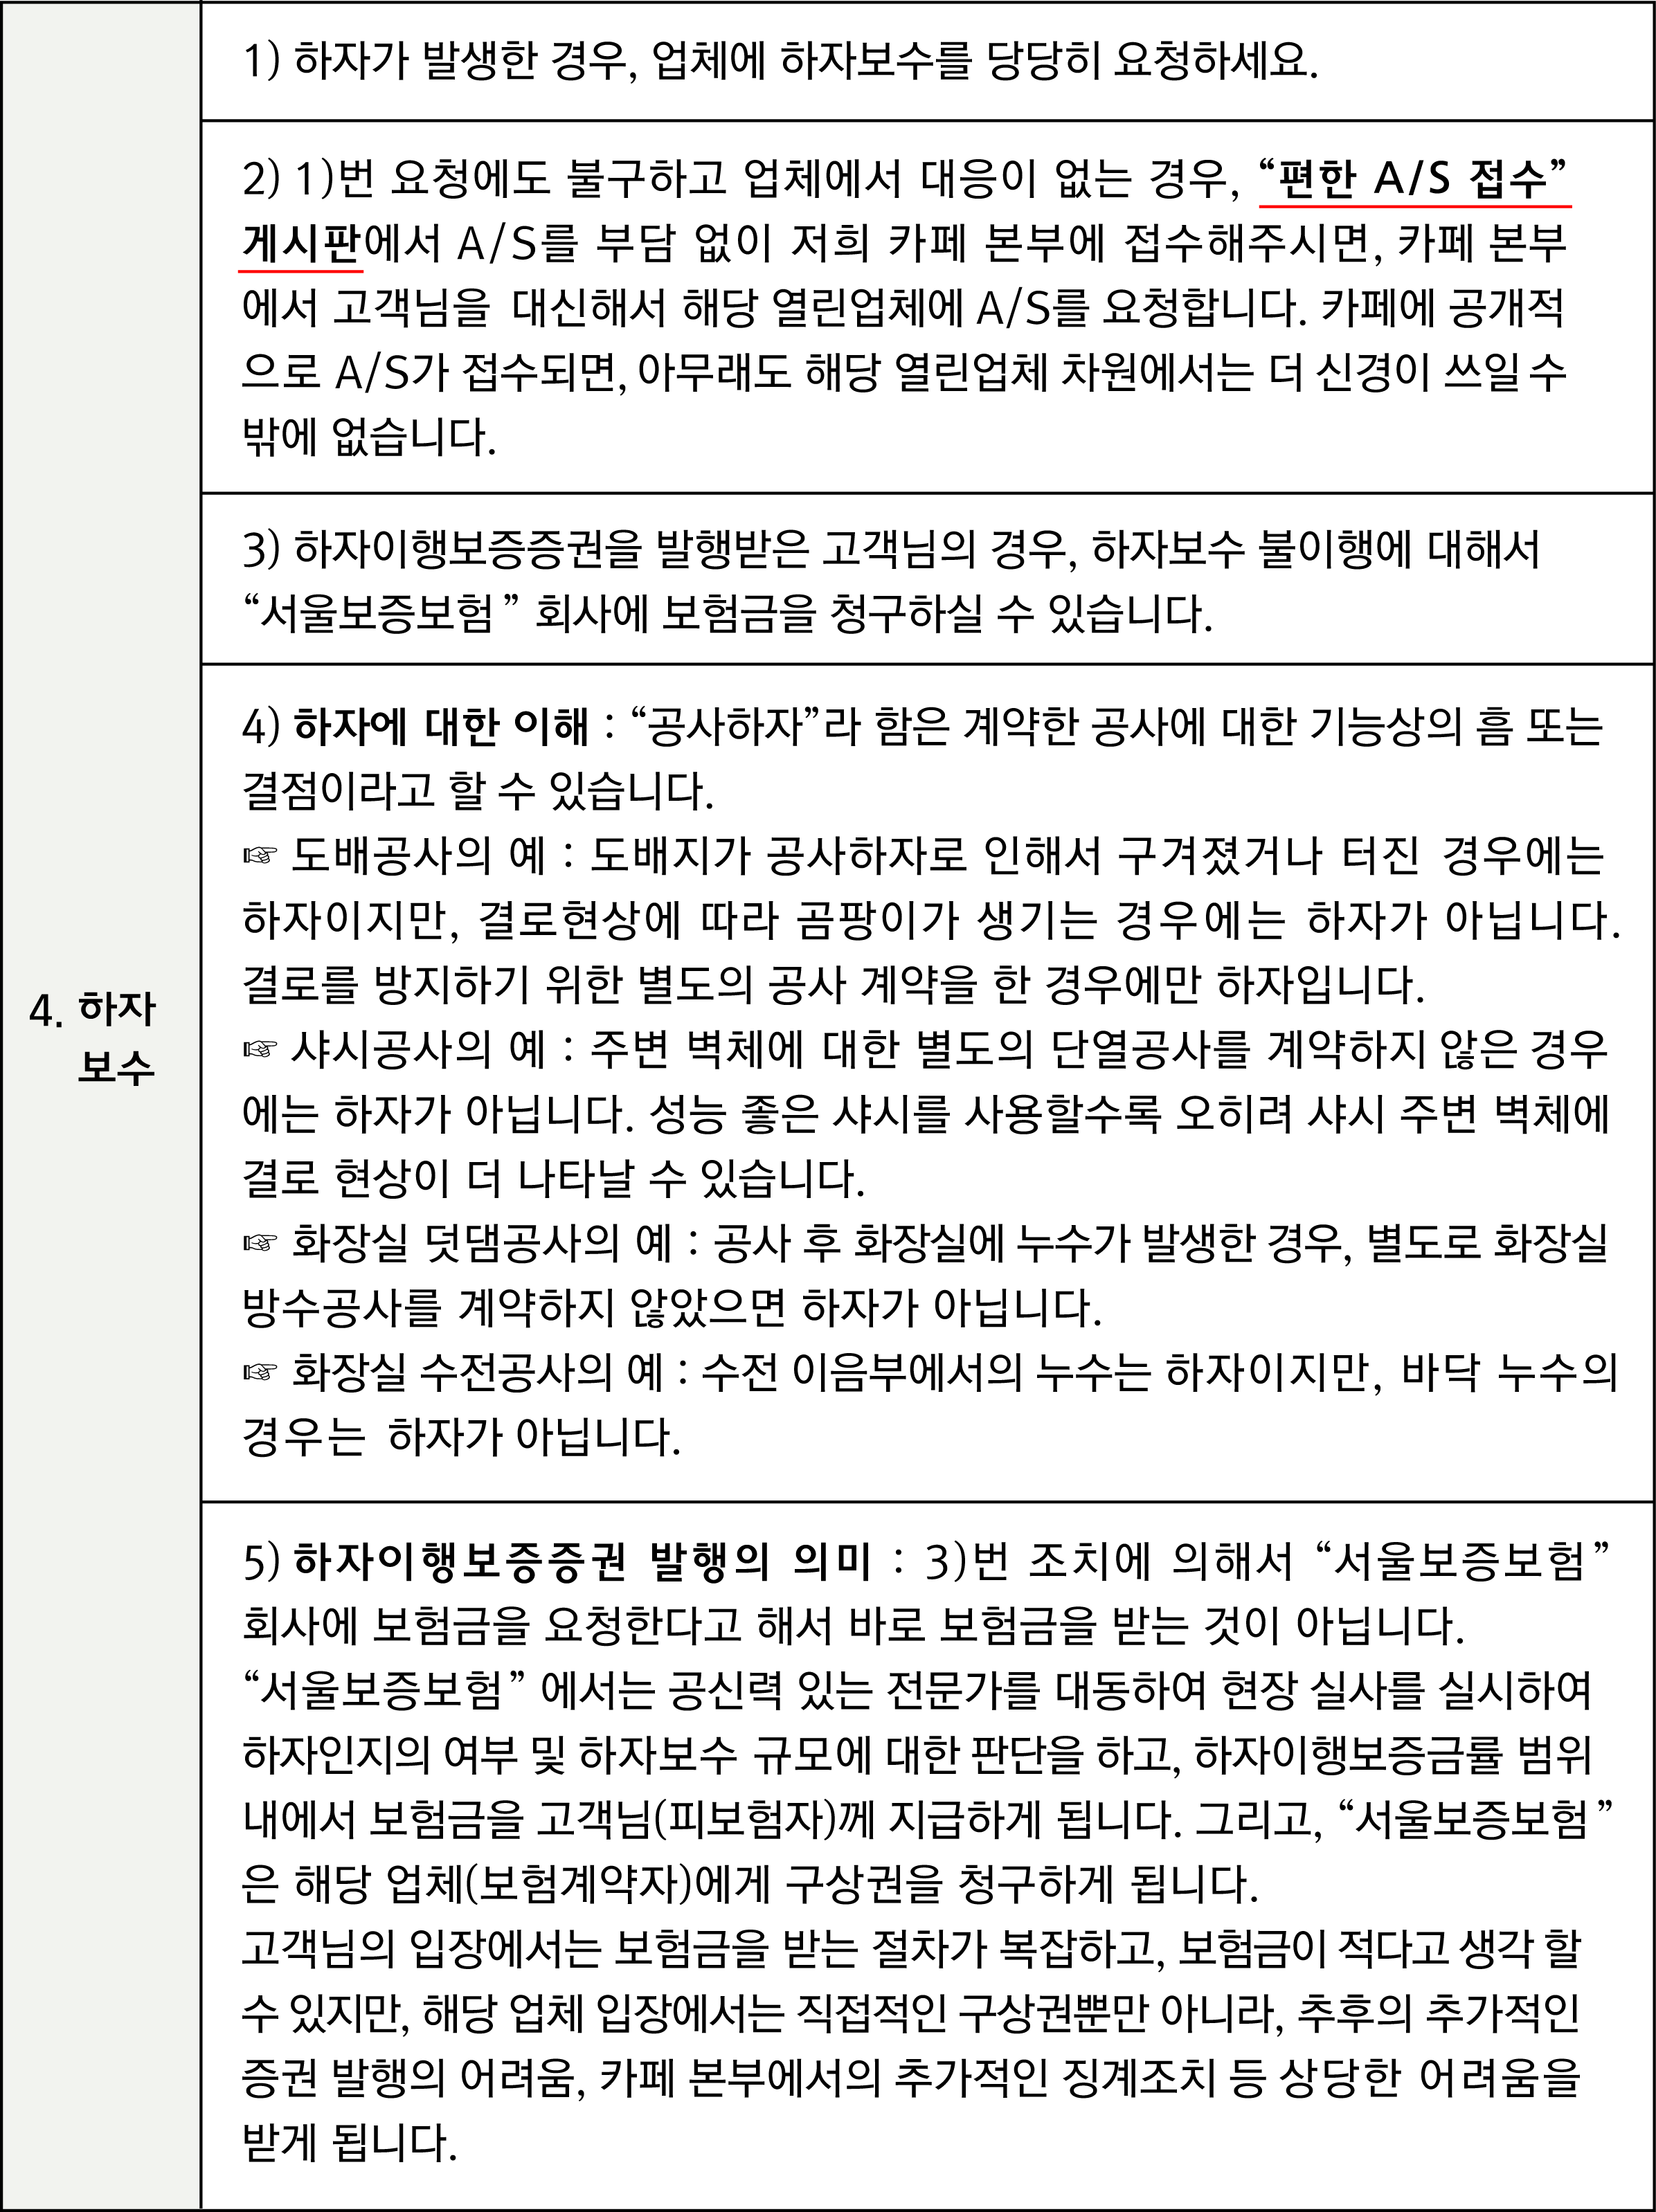 4. 하자
보수
1) 하자가 발생한 경우, 업체에 하자보수를 당당히 요청하세요.
2) 1)번 요청에도 불구하고 업체에서 대응이 없는 경우, “편한 A/S 접수”
게시판에서 A/S를 부담 없이 저희 카페 본부에 접수해주시면, 카페 본부
에서 고객님을 대신해서 해당 열린업체에 A/S를 요청합니다. 카페에 공개적
으로 A/S가 접수되면, 아무래도 해당 열린업체 차원에서는 더 신경이 쓰일 수
밖에 없습니다.
3) 하자이행보증증권을 발행받은 고객님의 경우, 하자보수 불이행에 대해서
“서울보증보험” 회사에 보험금을 청구하실 수 있습니다.
4) 하자에 대한 이해 : “공사하자”라 함은 계약한 공사에 대한 기능상의 흠 또는
결점이라고 할 수 있습니다.
☞ 도배공사의 예 : 도배지가 공사하자로 인해서 구겨졌거나 터진 경우에는
하자이지만, 결로현상에 따라 곰팡이가 생기는 경우에는 하자가 아닙니다.
결로를 방지하기 위한 별도의 공사 계약을 한 경우에만 하자입니다.
☞ 샤시공사의 예 : 주변 벽체에 대한 별도의 단열공사를 계약하지 않은 경우
에는 하자가 아닙니다. 성능 좋은 샤시를 사용할수록 오히려 샤시 주변 벽체에
결로 현상이 더 나타날 수 있습니다.
☞ 화장실 덧댐공사의 예 : 공사 후 화장실에 누수가 발생한 경우, 별도로 화장실
방수공사를 계약하지 않았으면 하자가 아닙니다.
☞ 화장실 수전공사의 예 : 수전 이음부에서의 누수는 하자이지만, 바닥 누수의
경우는 하자가 아닙니다.
5) 하자이행보증증권 발행의 의미 : 3)번 조치에 의해서 “서울보증보험”
회사에 보험금을 요청한다고 해서 바로 보험금을 받는 것이 아닙니다.
“서울보증보험” 에서는 공신력 있는 전문가를 대동하여 현장 실사를 실시하여
하자인지의 여부 및 하자보수 규모에 대한 판단을 하고, 하자이행보증금률 범위
내에서 보험금을 고객님(피보험자)께 지급하게 됩니다. 그리고, “서울보증보험”
은 해당 업체(보험계약자)에게 구상권을 청구하게 됩니다.
고객님의 입장에서는 보험금을 받는 절차가 복잡하고, 보험금이 적다고 생각 할
수 있지만, 해당 업체 입장에서는 직접적인 구상권뿐만 아니라, 추후의 추가적인
증권 발행의 어려움, 카페 본부에서의 추가적인 징계조치 등 상당한 어려움을
받게 됩니다.